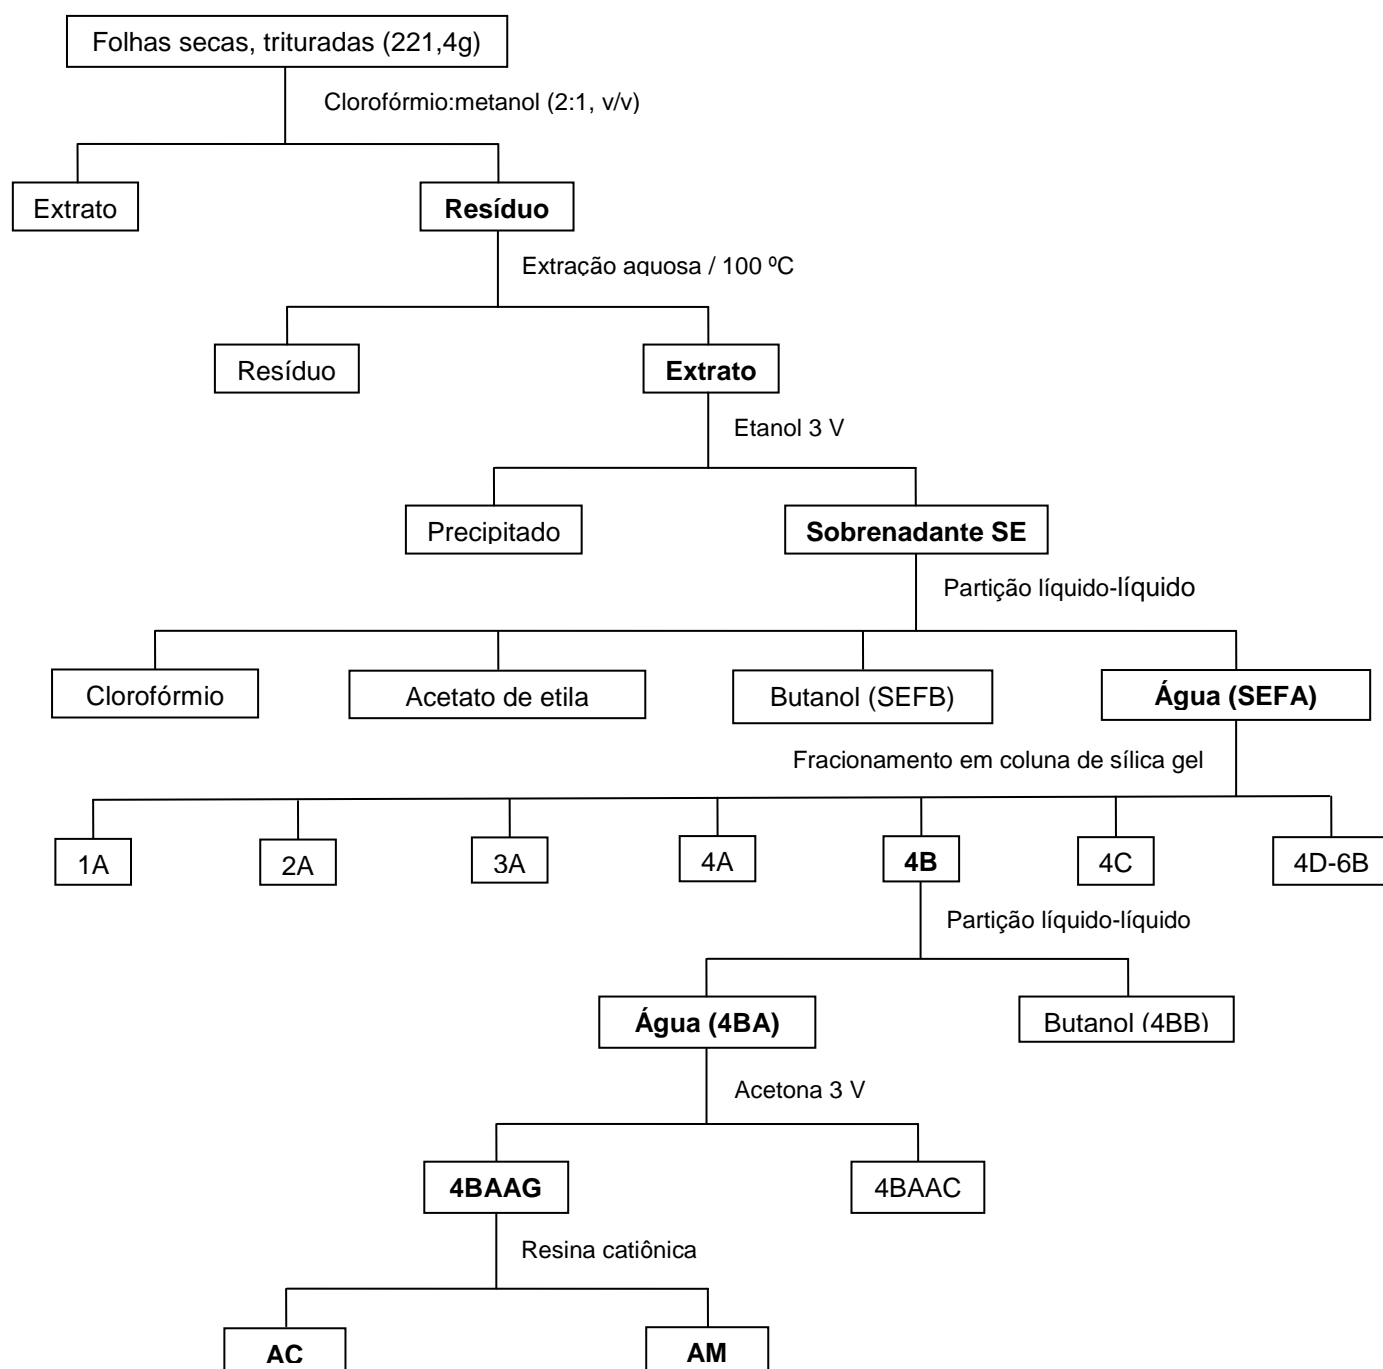 Folhas secas, trituradas (221,4g)
Clorofórmio:metanol (2:1, v/v)
Extrato
Resíduo
Extração aquosa / 100 ºC
Resíduo
Extrato
Etanol 3 V
Precipitado
Sobrenadante SE
Partição líquido-líquido
Clorofórmio
Acetato de etila
Butanol (SEFB)
Água (SEFA)
Fracionamento em coluna de sílica gel
1A
2A
3A
4A
4B
4C
4D-6B
Partição líquido-líquido
Água (4BA)
Butanol (4BB)
Acetona 3 V
4BAAG
4BAAC
Resina catiônica
AC
AM